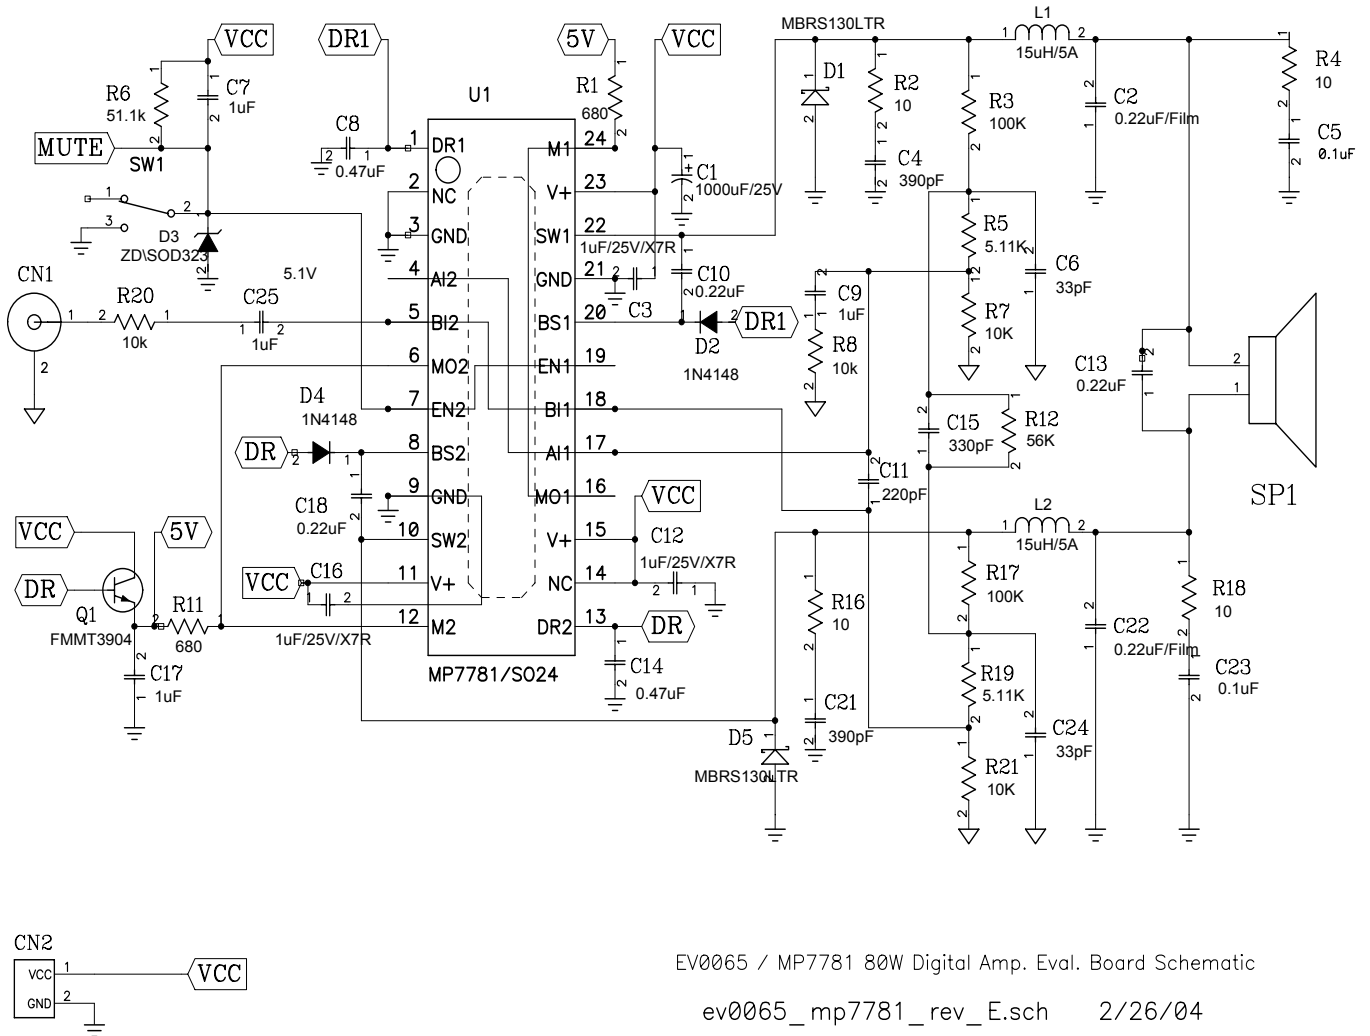 VCC
DR1
5V
VCC
MBRS130LTR
L1
1 2
15uH/5A
R6
51.1k
C7
1uF
U1
R1
680
D1
R2
10
R3
100K
C2
0.22uF/Film
R4
10
MUTE
SW1
C8
0.47uF
C4
390pF
C5
0.1uF
C1
1000uF/25V
1 DR1
2 NC
3 GND
4 AI2
5 BI2
6 MO2
7 EN2
8 BS2
9 GND
10 SW2
11 V+
12 M2
M1 24
V+ 23
SW1 22
GND 21
BS1 20
EN1 19
BI1 18
AI1 17
MO1 16
V+ 15
NC 14
DR2 13
MP7781/SO24
D3
ZD\SOD323
5.1V
1uF/25V/X7R
C3
C10
0.22uF
R5
5.11K
C6
33pF
CN1
R20
10k
C25
1uF
DR1
D2
1N4148
C9
1uF
R8
10k
R7
10K
C13
0.22uF
D4
1N4148
DR
C18
0.22uF
C15
330pF
R12
56K
C11
220pF
VCC
SP1
VCC
5V
C12
1uF/25V/X7R
L2
1 2
15uH/5A
DR
Q1
FMMT3904
R11
680
VCC
C16
1uF/25V/X7R
R16
10
R17
100K
R18
10
DR
C14
0.47uF
C17
1uF
C22
0.22uF/Film
C23
0.1uF
R19
5.11K
C21
390pF
D5
MBRS130LTR
C24
33pF
R21
10K
CN2
VCC 1
GND 2
VCC
EV0065 / MP7781 80W Digital Amp. Eval. Board Schematic
ev0065_mp7781_rev_E.sch 2/26/04